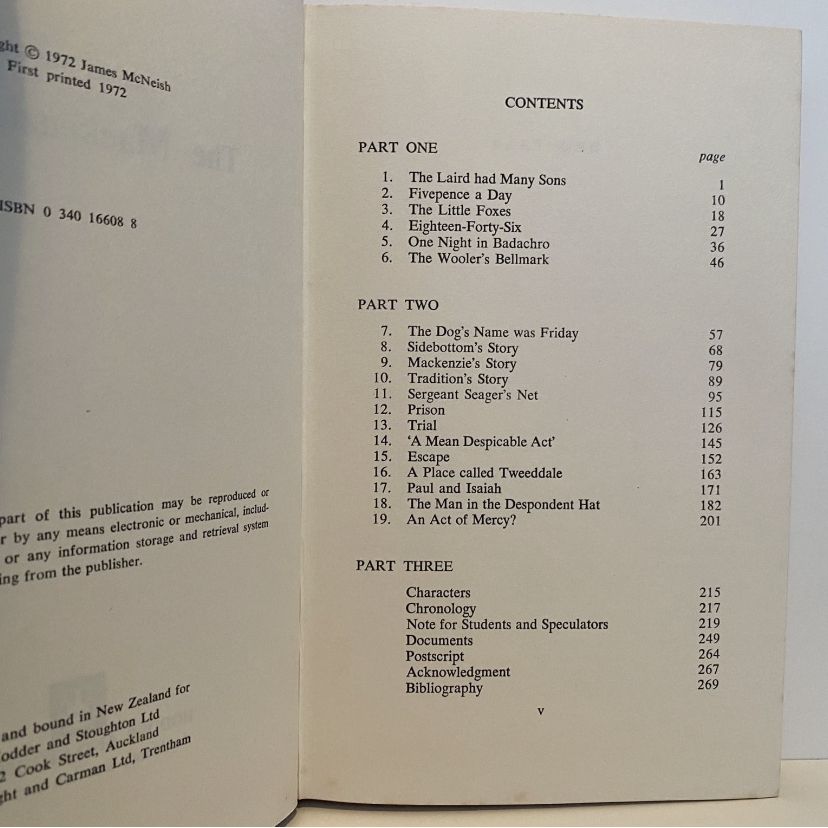 © 1972 James McNeish
First printed 1972
ISBN 0 340 16608 8
part of this publication may be reproduced or
by any means electronic or mechanical, includ-
or any information storage and retrieval system
from the publisher.
and bound in New Zealand for
Stoughton Ltd
Cook Street, Auckland
and Carman Ltd, Trentham
CONTENTS
PART ONE page
1. The Laird had Many Sons 1
2. Fivepence a Day 10
3. The Little Foxes 18
4. Eighteen-Forty-Six 27
5. One Night in Badachro 36
6. The Wooler's Bellmark 46
PART TWO
7. The Dog's Name was Friday 57
8. Sidebottom's Story 68
9. Mackenzie's Story 79
10. Tradition's Story 89
11. Sergeant Seager's Net 95
12. Prison 115
13. Trial 126
14. 'A Mean Despicable Act' 145
15. Escape 152
16. A Place called Tweeddale 163
17. Paul and Isaiah 171
18. The Man in the Despondent Hat 182
19. An Act of Mercy? 201
PART THREE
Characters 215
Chronology 217
Note for Students and Speculators 219
Documents 249
Postscript 264
Acknowledgment 267
Bibliography 269
v